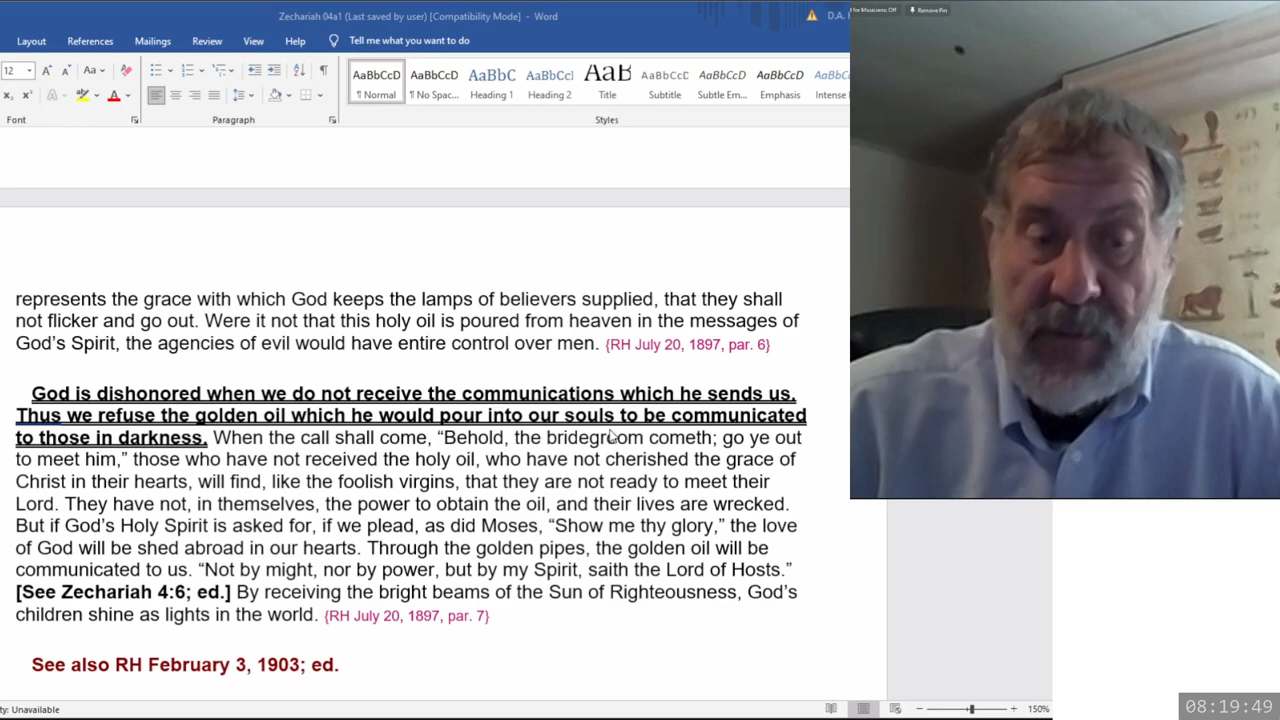 Zechariah 04a1 (Last saved by user) [Compatibility Mode] - Word
D.A.
for Musicians: Off
Remove Pin
Layout References Mailings Review View Help Tell me what you want to do
12
Aa
AaBbCcD AaBbCcD AaBbC AaBbCcI AaB AaBbCcD AaBbCcD AaBbCcD AaBbCcD
¶ Normal ¶ No Spac... Heading 1 Heading 2 Title Subtitle Subtle Em... Emphasis Intense
Font Paragraph Styles
represents the grace with which God keeps the lamps of believers supplied, that they shall
not flicker and go out. Were it not that this holy oil is poured from heaven in the messages of
God’s Spirit, the agencies of evil would have entire control over men. {RH July 20, 1897, par. 6}
God is dishonored when we do not receive the communications which he sends us.
Thus we refuse the golden oil which he would pour into our souls to be communicated
to those in darkness. When the call shall come, “Behold, the bridegroom cometh; go ye out
to meet him,” those who have not received the holy oil, who have not cherished the grace of
Christ in their hearts, will find, like the foolish virgins, that they are not ready to meet their
Lord. They have not, in themselves, the power to obtain the oil, and their lives are wrecked.
But if God’s Holy Spirit is asked for, if we plead, as did Moses, “Show me thy glory,” the love
of God will be shed abroad in our hearts. Through the golden pipes, the golden oil will be
communicated to us. “Not by might, nor by power, but by my Spirit, saith the Lord of Hosts.”
[See Zechariah 4:6; ed.] By receiving the bright beams of the Sun of Righteousness, God’s
children shine as lights in the world. {RH July 20, 1897, par. 7}
See also RH February 3, 1903; ed.
ty: Unavailable
150%
08:19:49